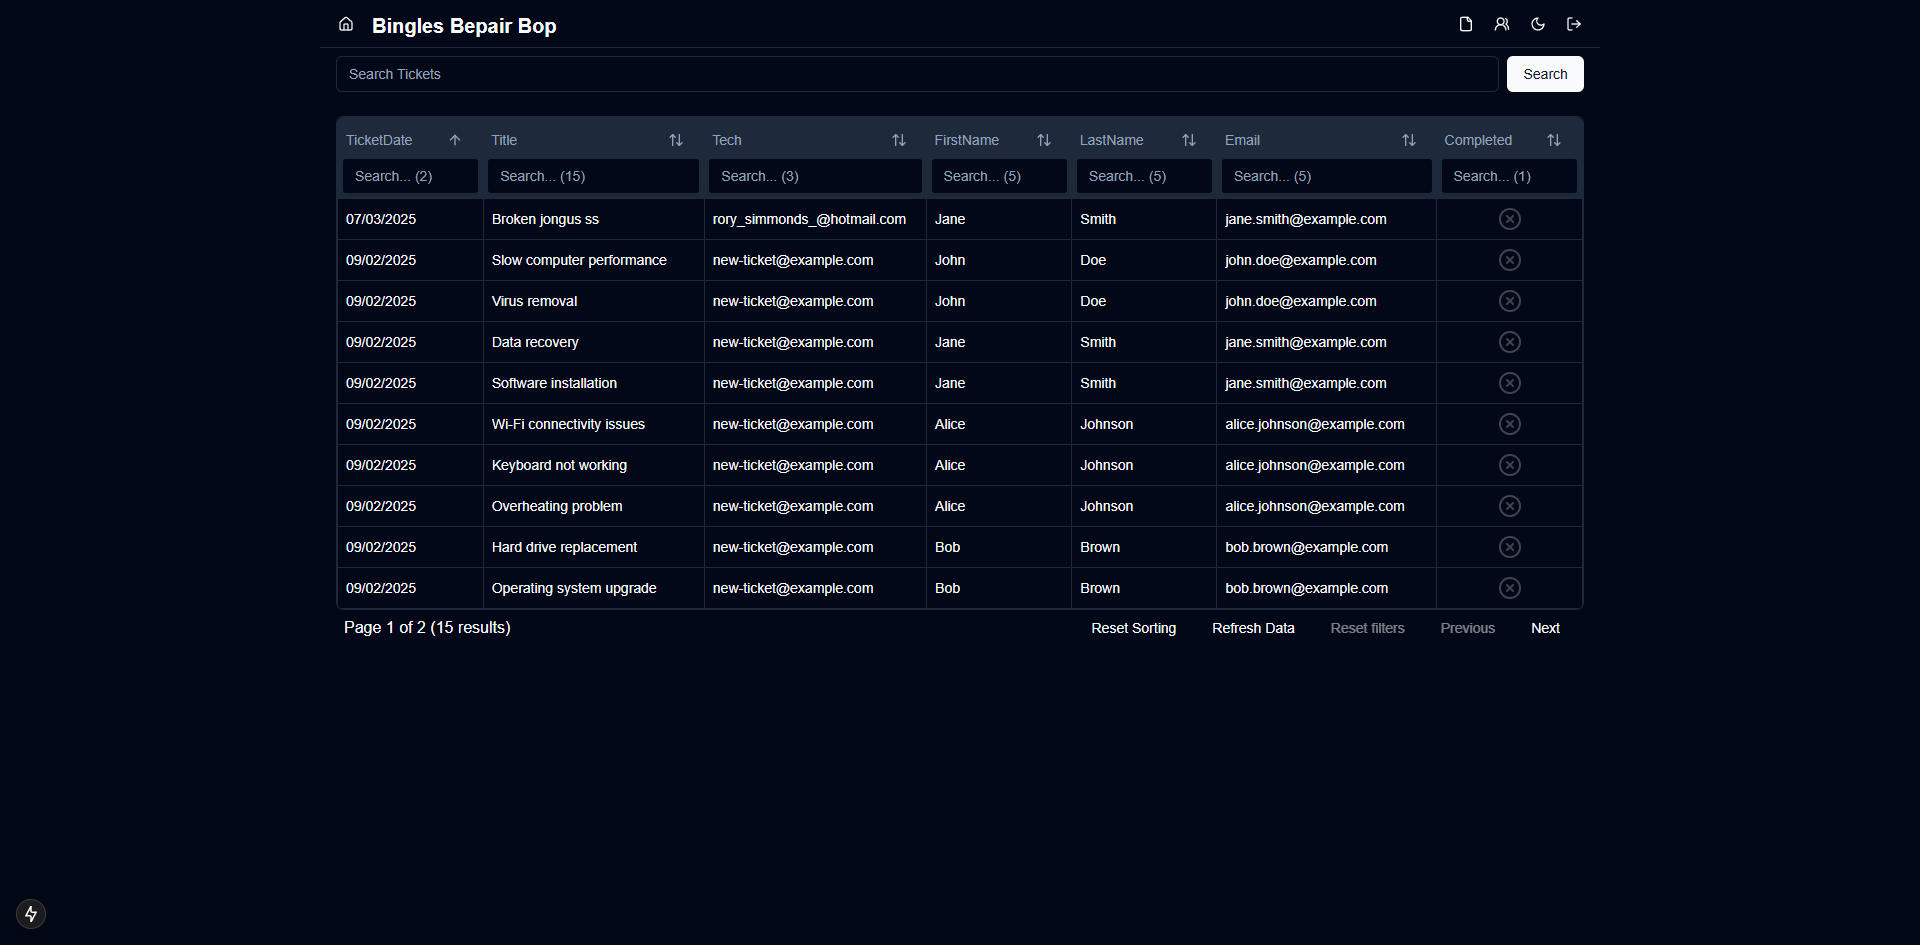 Bingles Bepair Bop
Search Tickets
Search
TicketDate Title Tech FirstName LastName Email Completed
Search... (2) Search... (15) Search... (3) Search... (5) Search... (5) Search... (5) Search... (1)
07/03/2025 Broken jongus ss rory_simmonds_@hotmail.com Jane Smith jane.smith@example.com
09/02/2025 Slow computer performance new-ticket@example.com John Doe john.doe@example.com
09/02/2025 Virus removal new-ticket@example.com John Doe john.doe@example.com
09/02/2025 Data recovery new-ticket@example.com Jane Smith jane.smith@example.com
09/02/2025 Software installation new-ticket@example.com Jane Smith jane.smith@example.com
09/02/2025 Wi-Fi connectivity issues new-ticket@example.com Alice Johnson alice.johnson@example.com
09/02/2025 Keyboard not working new-ticket@example.com Alice Johnson alice.johnson@example.com
09/02/2025 Overheating problem new-ticket@example.com Alice Johnson alice.johnson@example.com
09/02/2025 Hard drive replacement new-ticket@example.com Bob Brown bob.brown@example.com
09/02/2025 Operating system upgrade new-ticket@example.com Bob Brown bob.brown@example.com
Page 1 of 2 (15 results) Reset Sorting Refresh Data Reset filters Previous Next